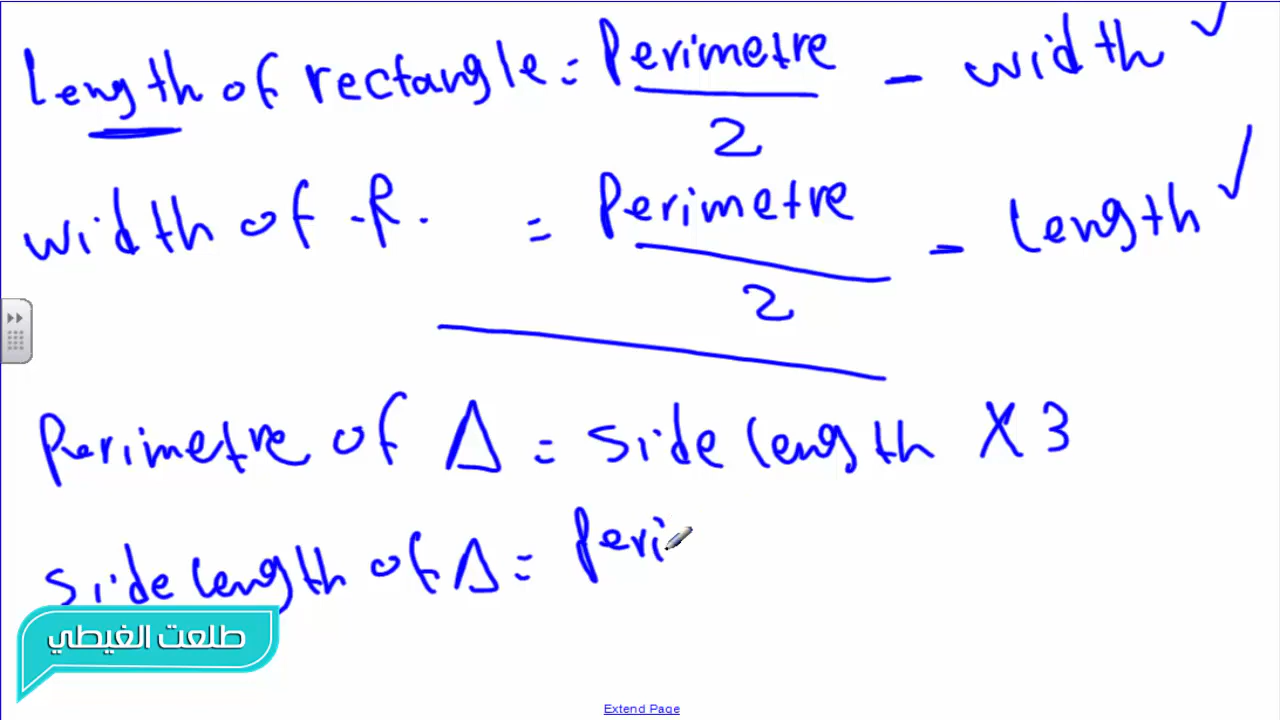 Length of rectangle = Perimetre / 2 - width ✓
width of R. = Perimetre / 2 - length ✓
Perimetre of Δ = side length X 3
side length of Δ = Peri
طلعت الغيطي
Extend Page